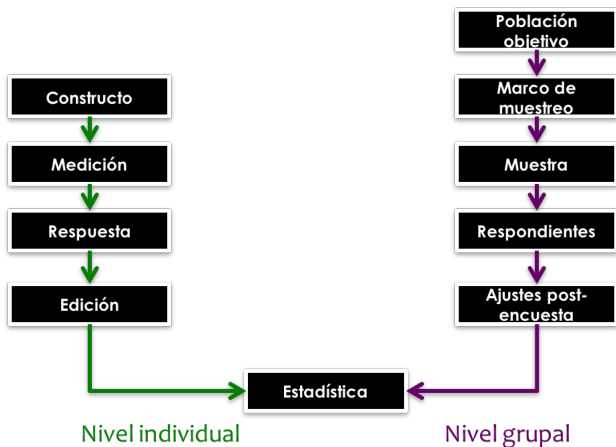 Población
objetivo
Constructo
Marco de
muestreo
Medición
Muestra
Respuesta
Respondientes
Edición
Ajustes post-
encuesta
Estadística
Nivel individual
Nivel grupal